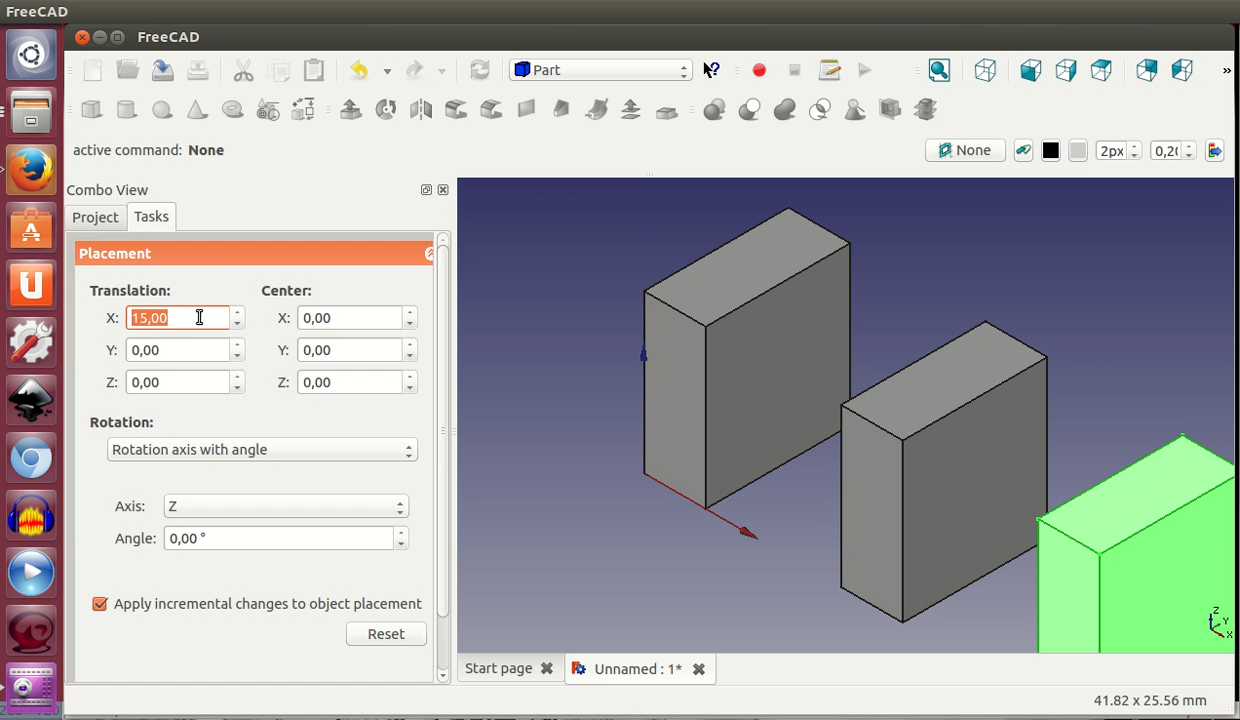 FreeCAD
FreeCAD
Part
active command: None
None
2px
0,2
Combo View
Project
Tasks
Placement
Translation:
Center:
X: 15,00
X: 0,00
Y: 0,00
Y: 0,00
Z: 0,00
Z: 0,00
Rotation:
Rotation axis with angle
Axis: Z
Angle: 0,00 °
Apply incremental changes to object placement
Reset
Z
Y
X
Start page
Unnamed : 1*
41.82 x 25.56 mm